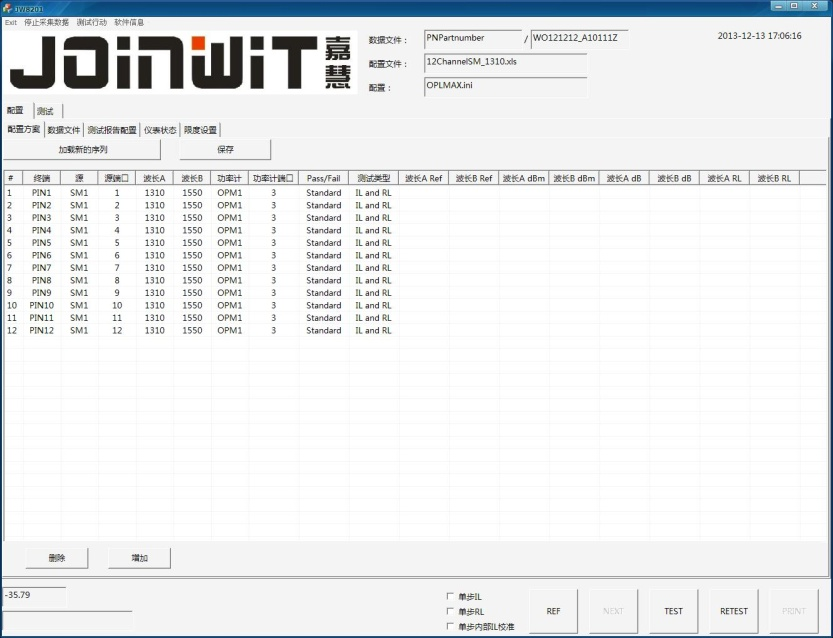 JW8201
Exit 停止采集数据 测试行动 软件信息
JOINWIT 嘉慧
数据文件： PNPartnumber / WO121212_A10111Z
2013-12-13 17:06:16
配置文件： 12ChannelSM_1310.xls
配置： OPLMAX.ini
配置 测试
配置方案 数据文件 测试报告配置 仪表状态 限度设置
加载新的序列 保存
# 终端 源 源端口 波长A 波长B 功率计 功率计端口 Pass/Fail 测试类型 波长A Ref 波长B Ref 波长A dBm 波长B dBm 波长A dB 波长B dB 波长A RL 波长B RL
1 PIN1 SM1 1 1310 1550 OPM1 3 Standard IL and RL
2 PIN2 SM1 2 1310 1550 OPM1 3 Standard IL and RL
3 PIN3 SM1 3 1310 1550 OPM1 3 Standard IL and RL
4 PIN4 SM1 4 1310 1550 OPM1 3 Standard IL and RL
5 PIN5 SM1 5 1310 1550 OPM1 3 Standard IL and RL
6 PIN6 SM1 6 1310 1550 OPM1 3 Standard IL and RL
7 PIN7 SM1 7 1310 1550 OPM1 3 Standard IL and RL
8 PIN8 SM1 8 1310 1550 OPM1 3 Standard IL and RL
9 PIN9 SM1 9 1310 1550 OPM1 3 Standard IL and RL
10 PIN10 SM1 10 1310 1550 OPM1 3 Standard IL and RL
11 PIN11 SM1 11 1310 1550 OPM1 3 Standard IL and RL
12 PIN12 SM1 12 1310 1550 OPM1 3 Standard IL and RL
删除 增加
-35.79
单步IL
单步RL
单步内部IL校准
REF NEXT TEST RETEST PRINT